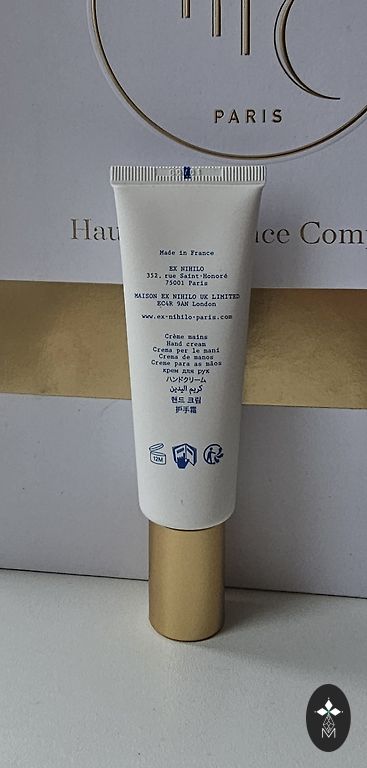 PARIS
Hau
nce Comp
Made in France
EX NIHILO
352, rue Saint-Honoré
75001 Paris
MAISON EX NIHILO UK LIMITED
EC4R 9AN London
www.ex-nihilo-paris.com
Crème mains
Hand cream
Crema per le mani
Crema de manos
Creme para as mãos
крем для рук
ハンドクリーム
كريم اليدين
핸드 크림
护手霜
12M
M